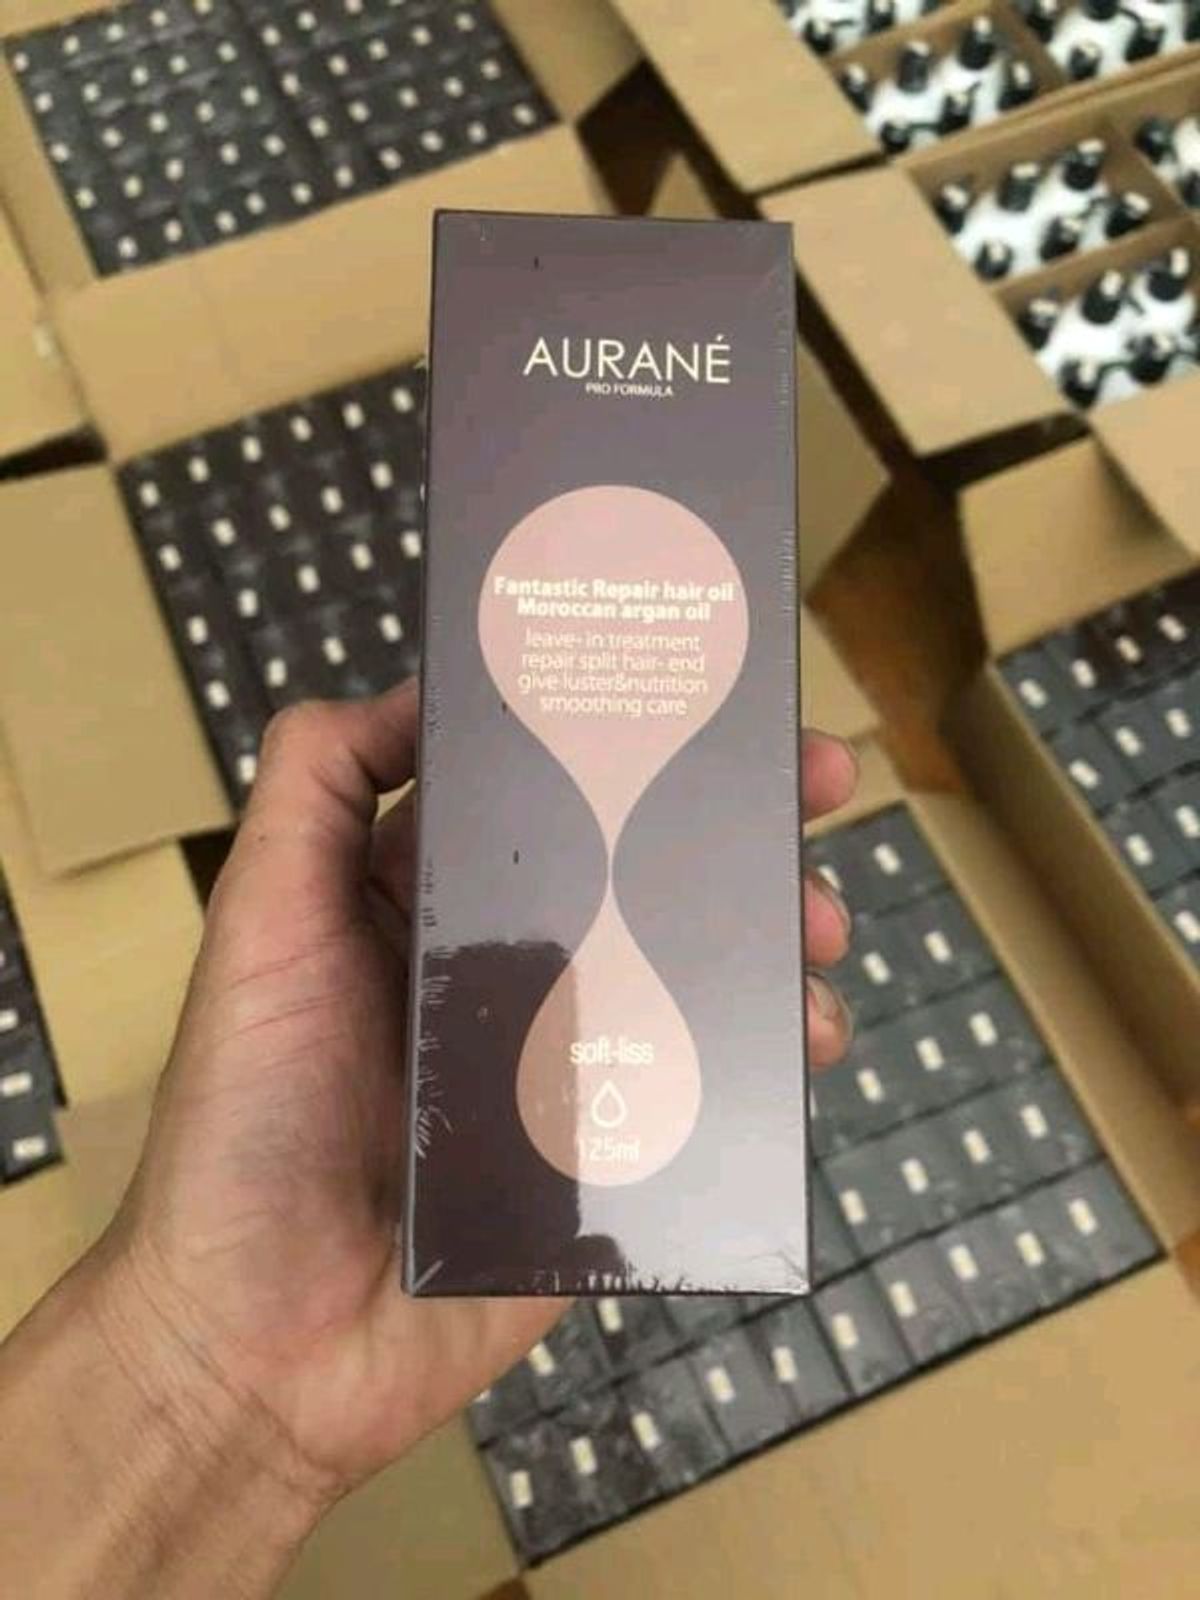 AURANÉ
PRO FORMULA
Fantastic Repair hair oil
Moroccan argan oil
leave- in treatment
repair split hair- end
give luster&nutrition
smoothing care
soft-liss
125ml